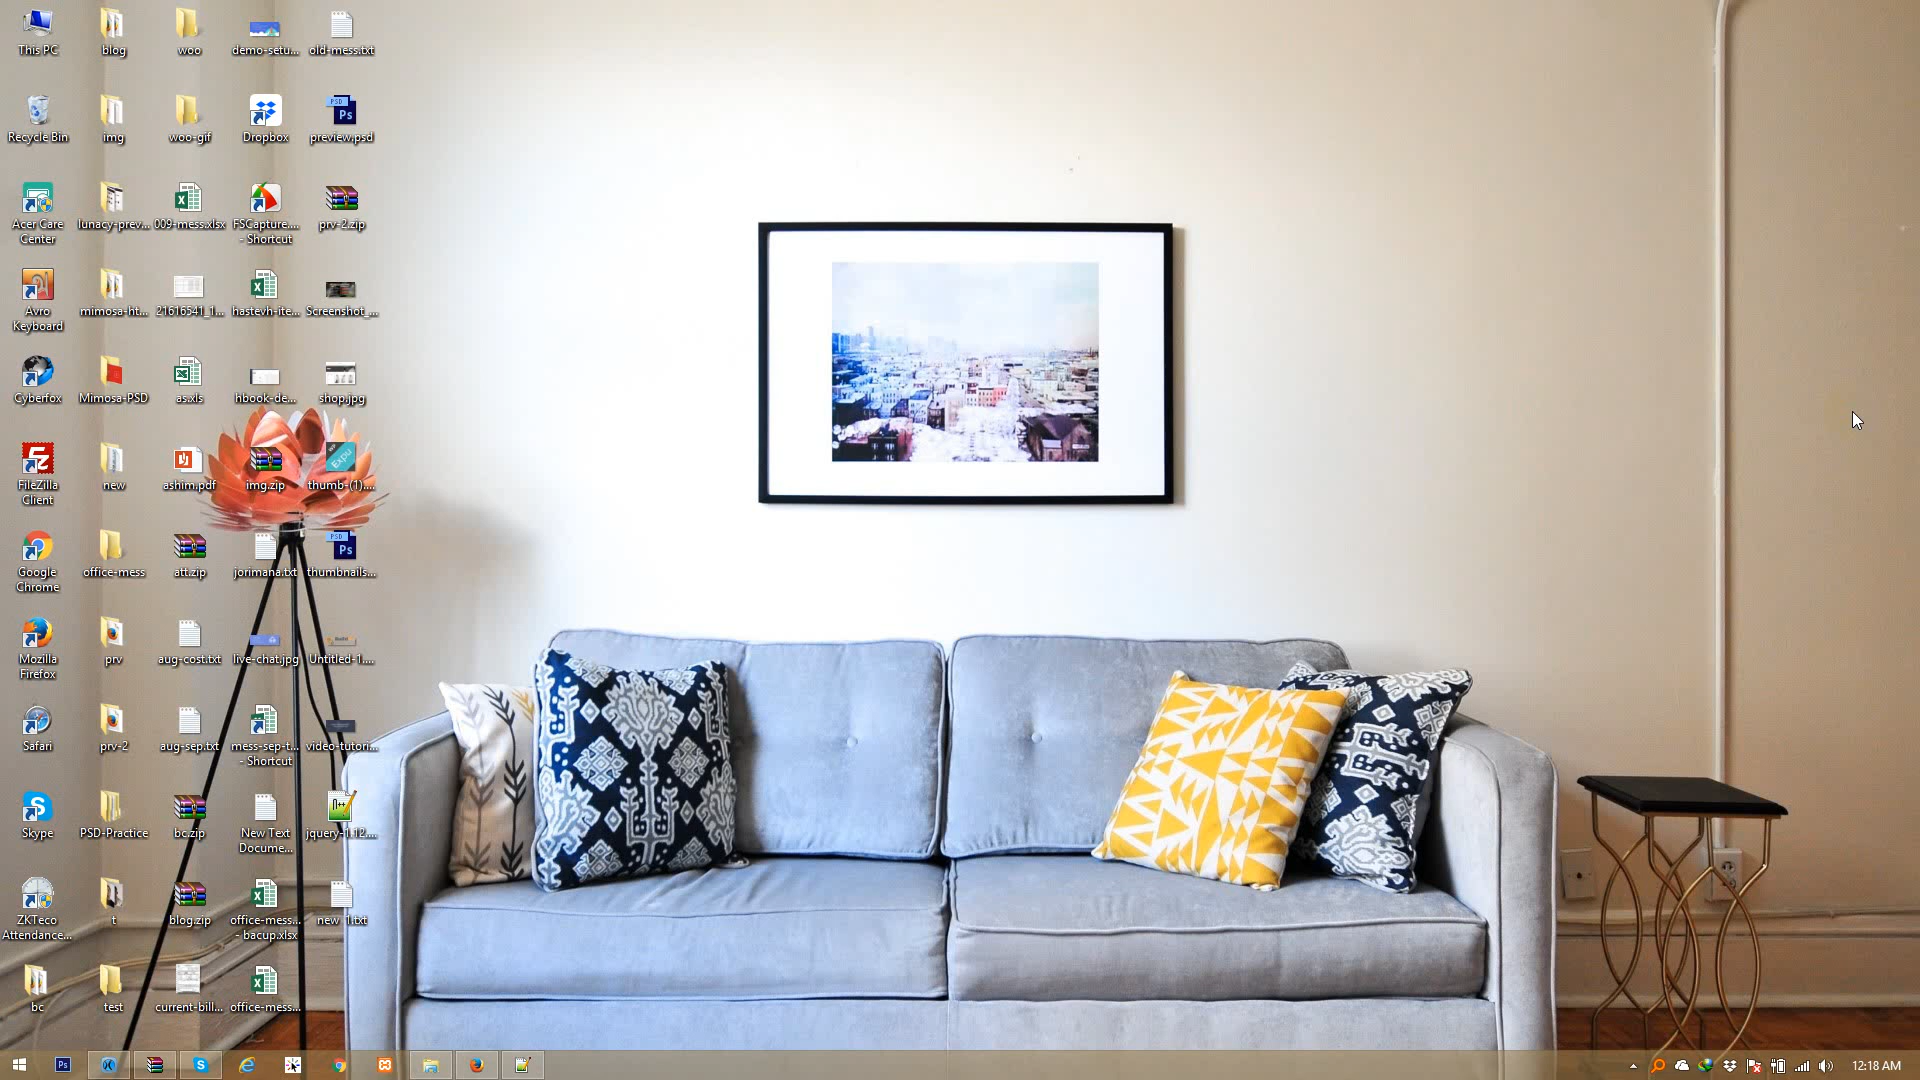 This PC
blog
woo
demo-setu...
old-mess.txt
Recycle Bin
img
woo-gif
Dropbox
preview.psd
Acer Care
Center
lunacy-prev...
009-mess.xlsx
FSCapture....
- Shortcut
prv-2.zip
Avro
Keyboard
mimosa-ht...
21616541_1...
hastevh-ite...
Screenshot_...
Cyberfox
Mimosa-PSD
as.xls
hbook-de...
shop.jpg
FileZilla
Client
new
ashim.pdf
img.zip
thumb-(1)....
Google
Chrome
office-mess
att.zip
jorimana.txt
thumbnails...
Mozilla
Firefox
prv
aug-cost.txt
live-chat.jpg
Untitled-1....
Safari
prv-2
aug-sep.txt
mess-sep-t...
- Shortcut
video-tutori...
Skype
PSD-Practice
bc.zip
New Text
Docume...
jquery-1.12....
ZKTeco
Attendance...
t
blog.zip
office-mess...
- bacup.xlsx
new 1.txt
bc
test
current-bill...
office-mess...
12:18 AM